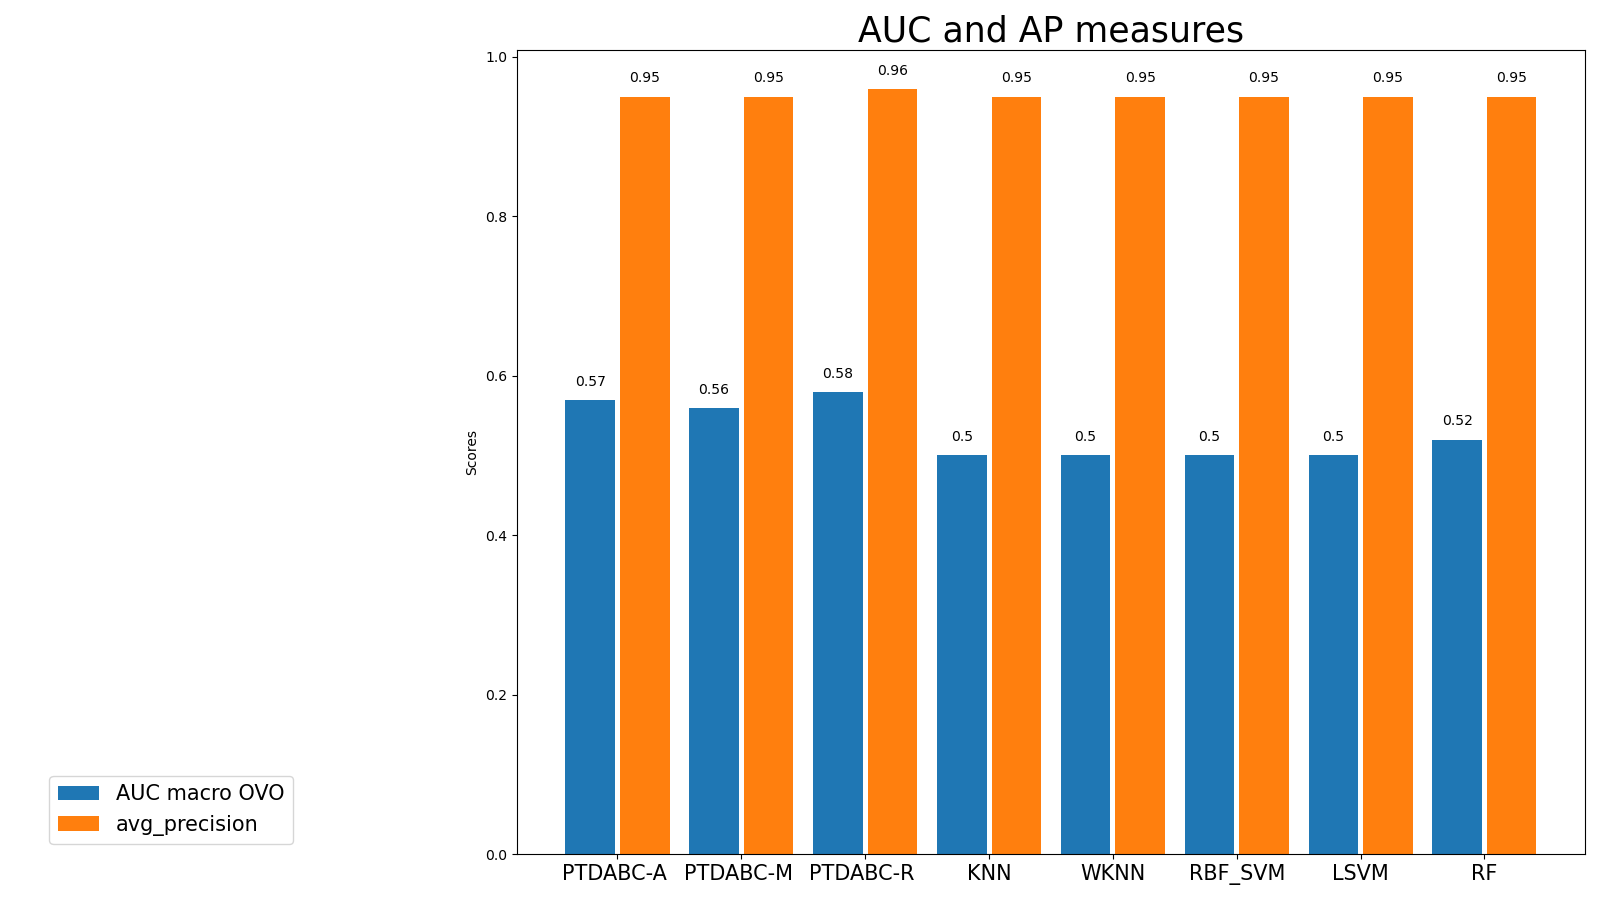 AUC and AP measures
1.0
0.8
0.6
0.4
0.2
0.0
Scores
0.95 0.95 0.96 0.95 0.95 0.95 0.95 0.95
0.57 0.56 0.58 0.5 0.5 0.5 0.5 0.52
PTDABC-A PTDABC-M PTDABC-R KNN WKNN RBF_SVM LSVM RF
AUC macro OVO
avg_precision